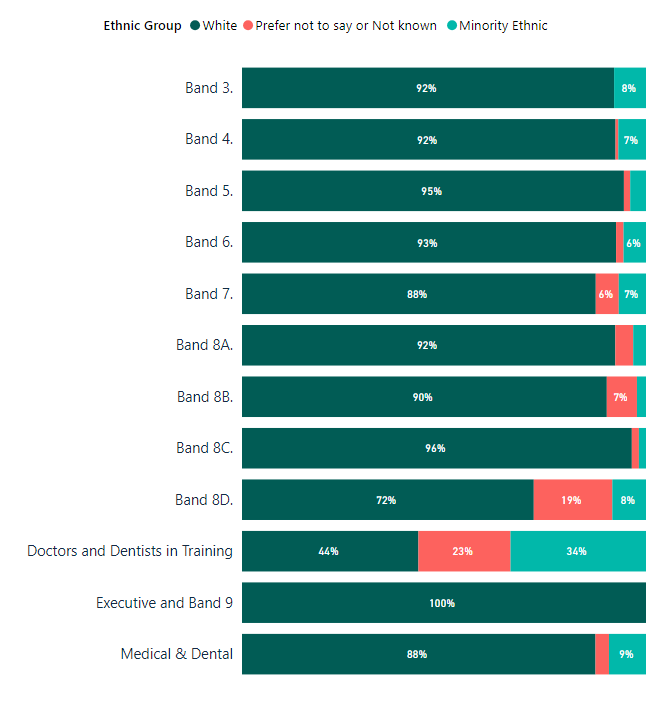 Ethnic Group White Prefer not to say or Not known Minority Ethnic
Band 3. 92% 8%
Band 4. 92% 7%
Band 5. 95%
Band 6. 93% 6%
Band 7. 88% 6% 7%
Band 8A. 92%
Band 8B. 90% 7%
Band 8C. 96%
Band 8D. 72% 19% 8%
Doctors and Dentists in Training 44% 23% 34%
Executive and Band 9 100%
Medical & Dental 88% 9%